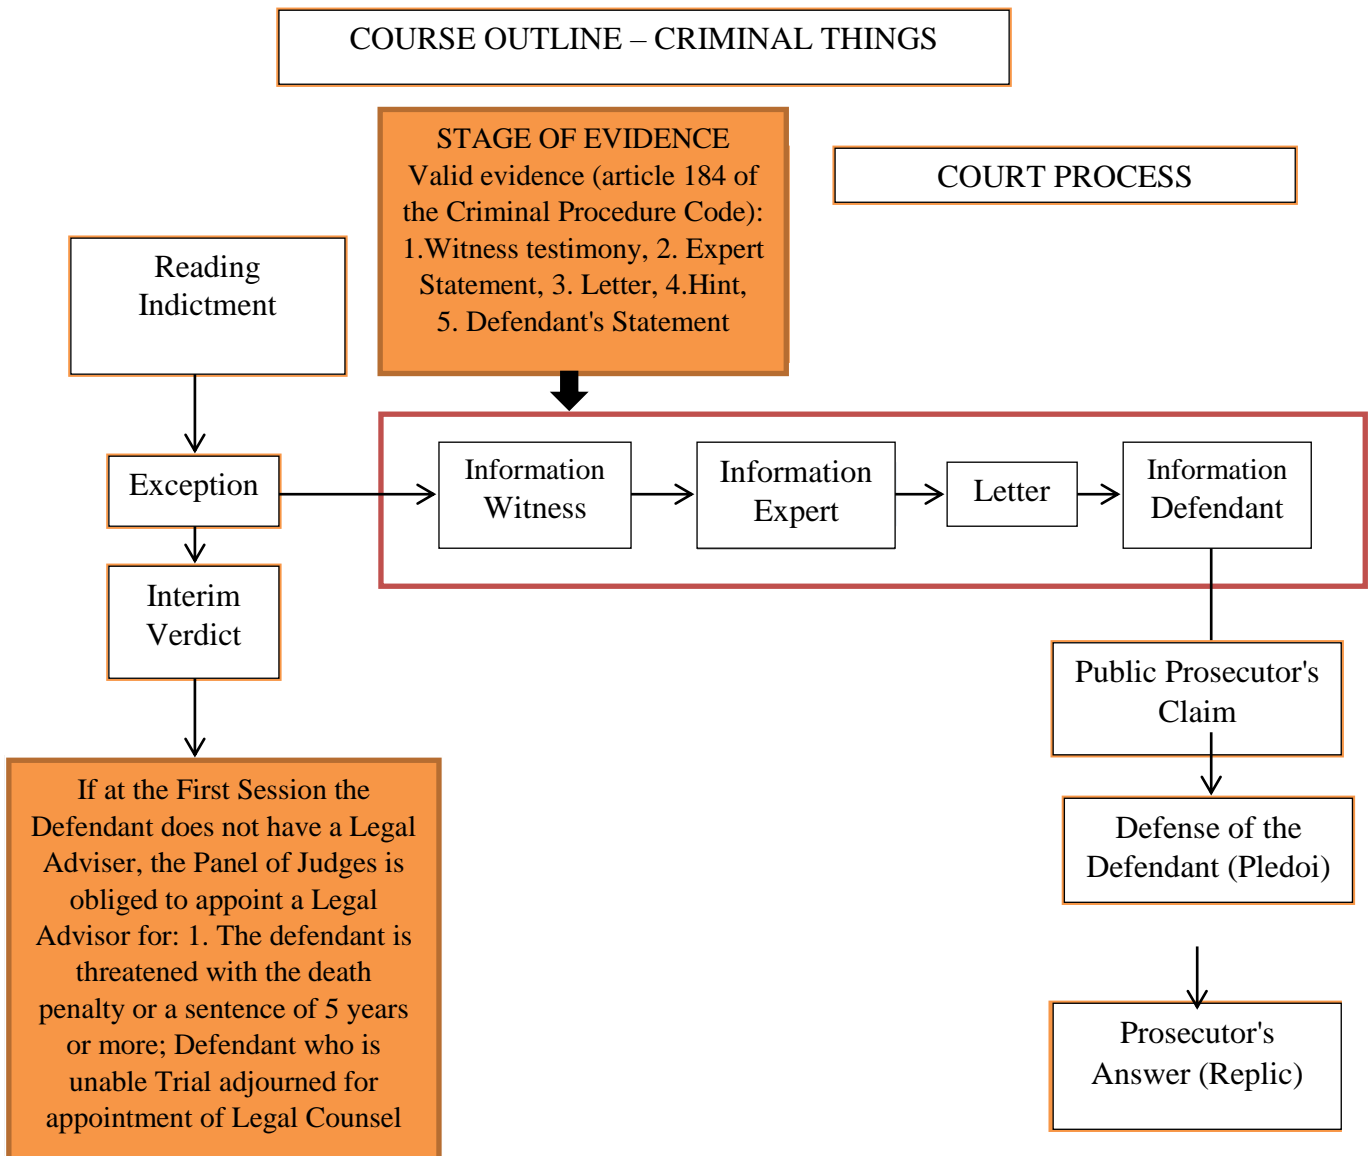 COURSE OUTLINE – CRIMINAL THINGS
STAGE OF EVIDENCE
Valid evidence (article 184 of
the Criminal Procedure Code):
1.Witness testimony, 2. Expert
Statement, 3. Letter, 4.Hint,
5. Defendant's Statement
COURT PROCESS
Reading
Indictment
Exception
Information
Witness
Information
Expert
Letter
Information
Defendant
Interim
Verdict
Public Prosecutor's
Claim
If at the First Session the
Defendant does not have a Legal
Adviser, the Panel of Judges is
obliged to appoint a Legal
Advisor for: 1. The defendant is
threatened with the death
penalty or a sentence of 5 years
or more; Defendant who is
unable Trial adjourned for
appointment of Legal Counsel
Defense of the
Defendant (Pledoi)
Prosecutor's
Answer (Replic)